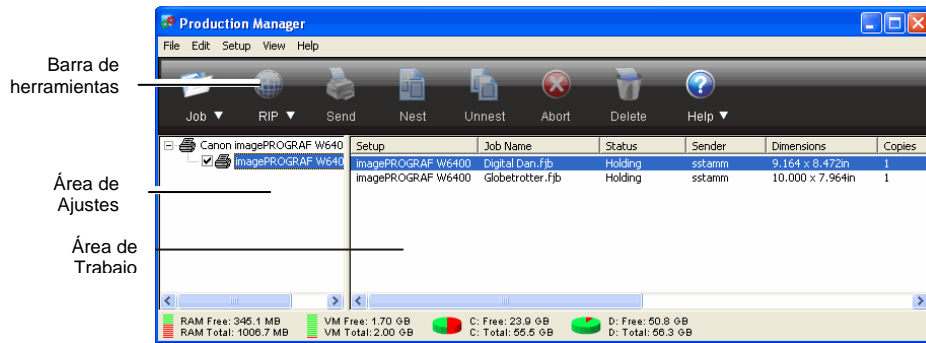 Production Manager
File Edit Setup View Help
Barra de
herramientas
Job RIP Send Nest Unnest Abort Delete Help
Canon imagePROGRAF W640
imagePROGRAF W640
Setup Job Name Status Sender Dimensions Copies
imagePROGRAF W6400 Digital Dan.fjb Holding sstamm 9.164 x 8.472in 1
imagePROGRAF W6400 Globetrotter.fjb Holding sstamm 10.000 x 7.964in 1
Área de
Ajustes
Área de
Trabajo
RAM Free: 345.1 MB VM Free: 1.70 GB C: Free: 23.9 GB D: Free: 50.8 GB
RAM Total: 1006.7 MB VM Total: 2.00 GB C: Total: 55.5 GB D: Total: 56.3 GB